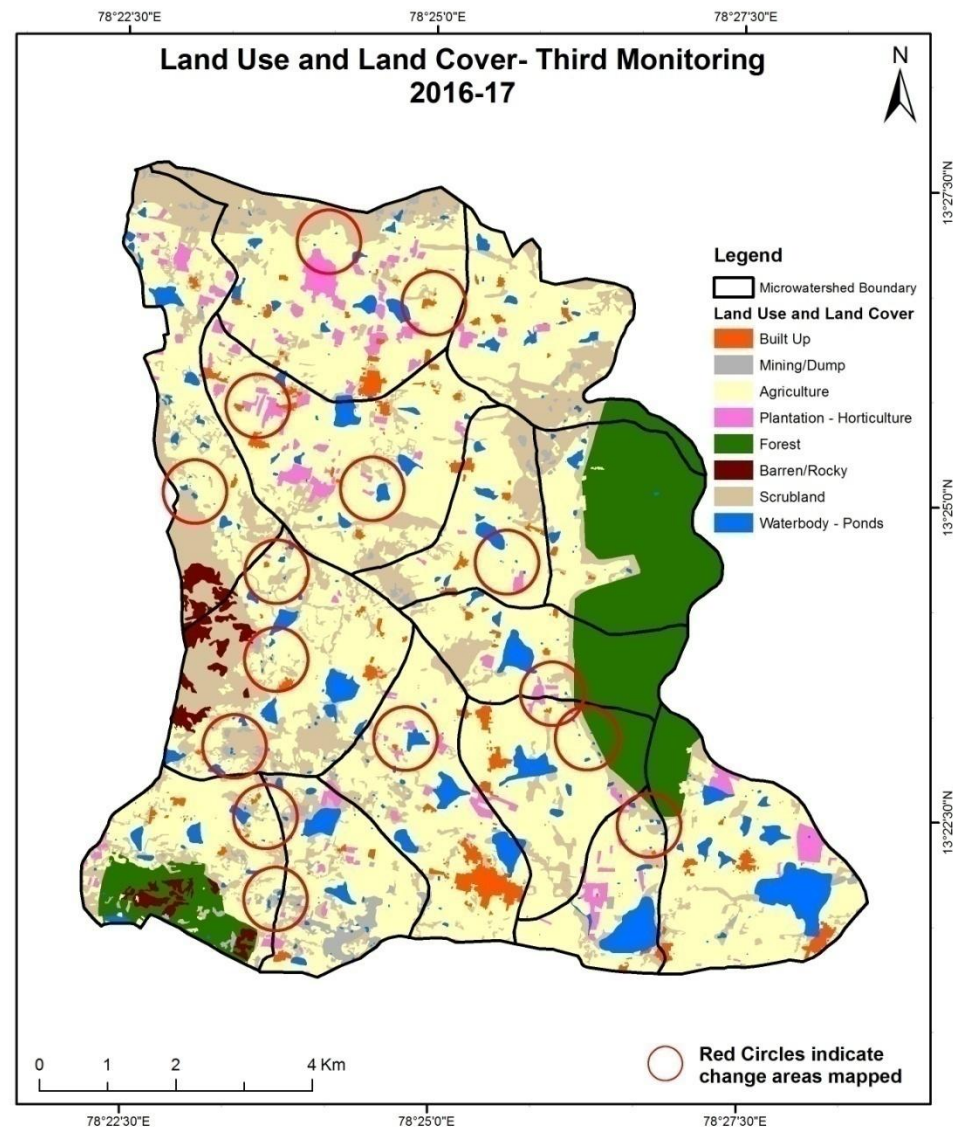 78°22'30"E 78°25'0"E 78°27'30"E
Land Use and Land Cover- Third Monitoring
2016-17
N
13°27'30"N
Legend
Microwatershed Boundary
Land Use and Land Cover
Built Up
Mining/Dump
Agriculture
Plantation - Horticulture
Forest
Barren/Rocky
Scrubland
Waterbody - Ponds
13°25'0"N
13°22'30"N
0 1 2 4 Km
Red Circles indicate
change areas mapped
78°22'30"E 78°25'0"E 78°27'30"E